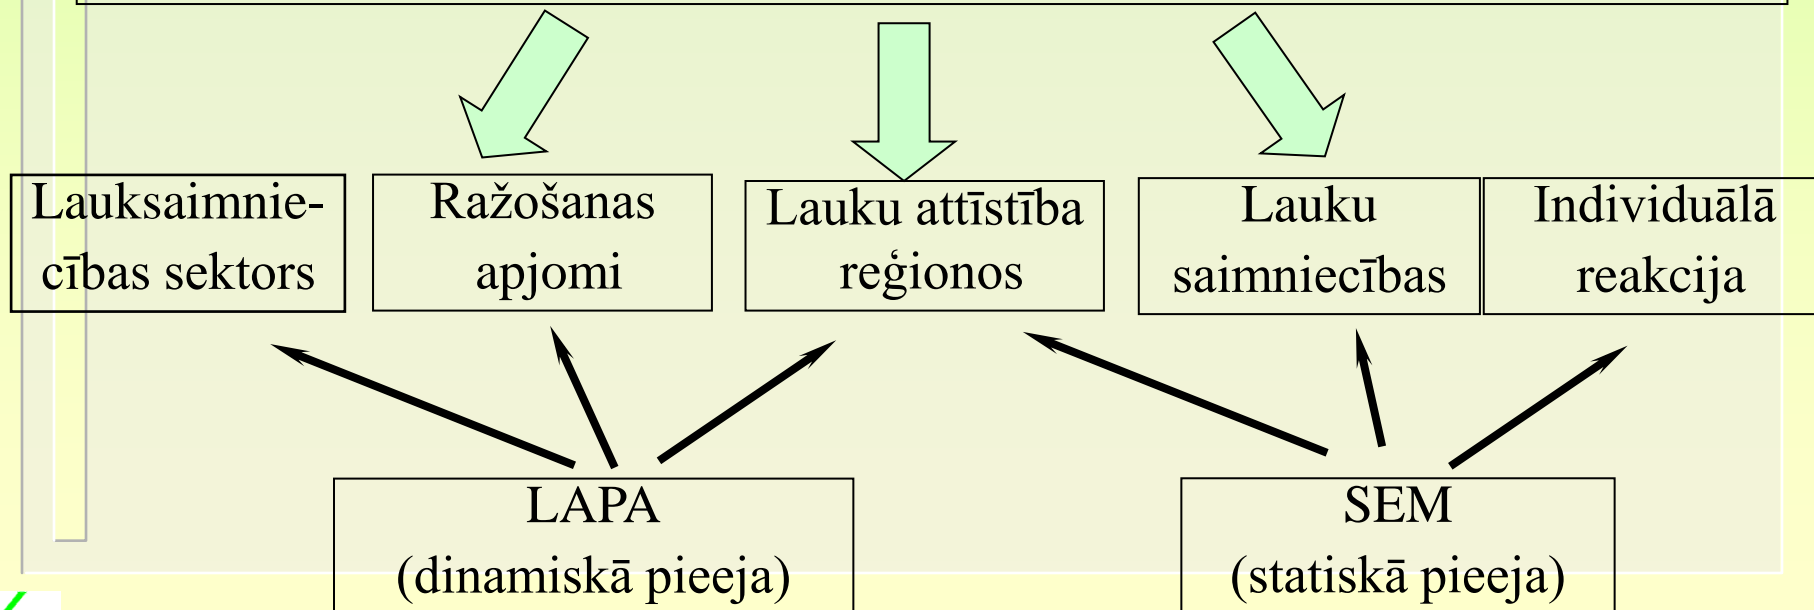 Lauksaimnie-
cības sektors
Ražošanas
apjomi
Lauku attīstība
reģionos
Lauku
saimniecības
Individuālā
reakcija
LAPA
(dinamiskā pieeja)
SEM
(statiskā pieeja)